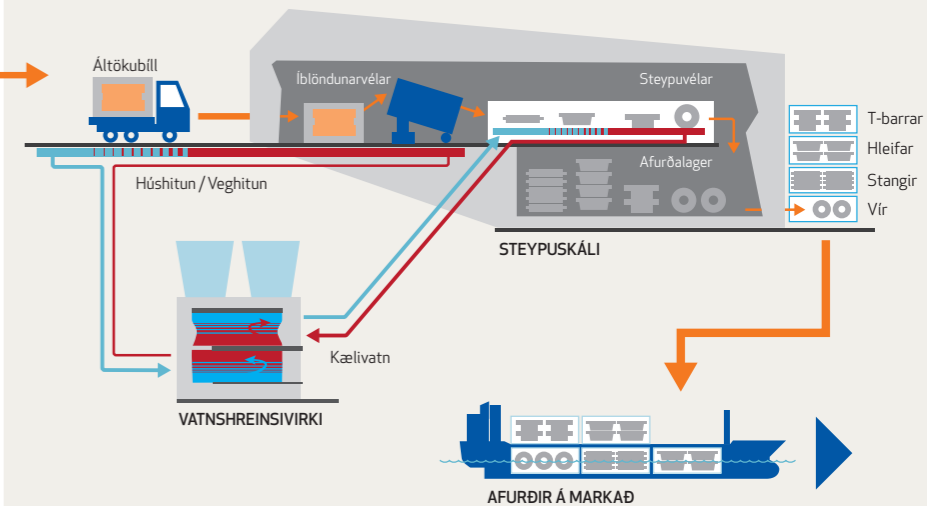 Áltökubíll
Íblöndunarvélar
Steypuvélar
T-barrar
Hleifar
Stangir
Vír
Afurðalager
Húshitun / Veghitun
STEYPUSKÁLI
Kælivatn
VATNSHREINSIVIRKI
AFURÐIR Á MARKAÐ